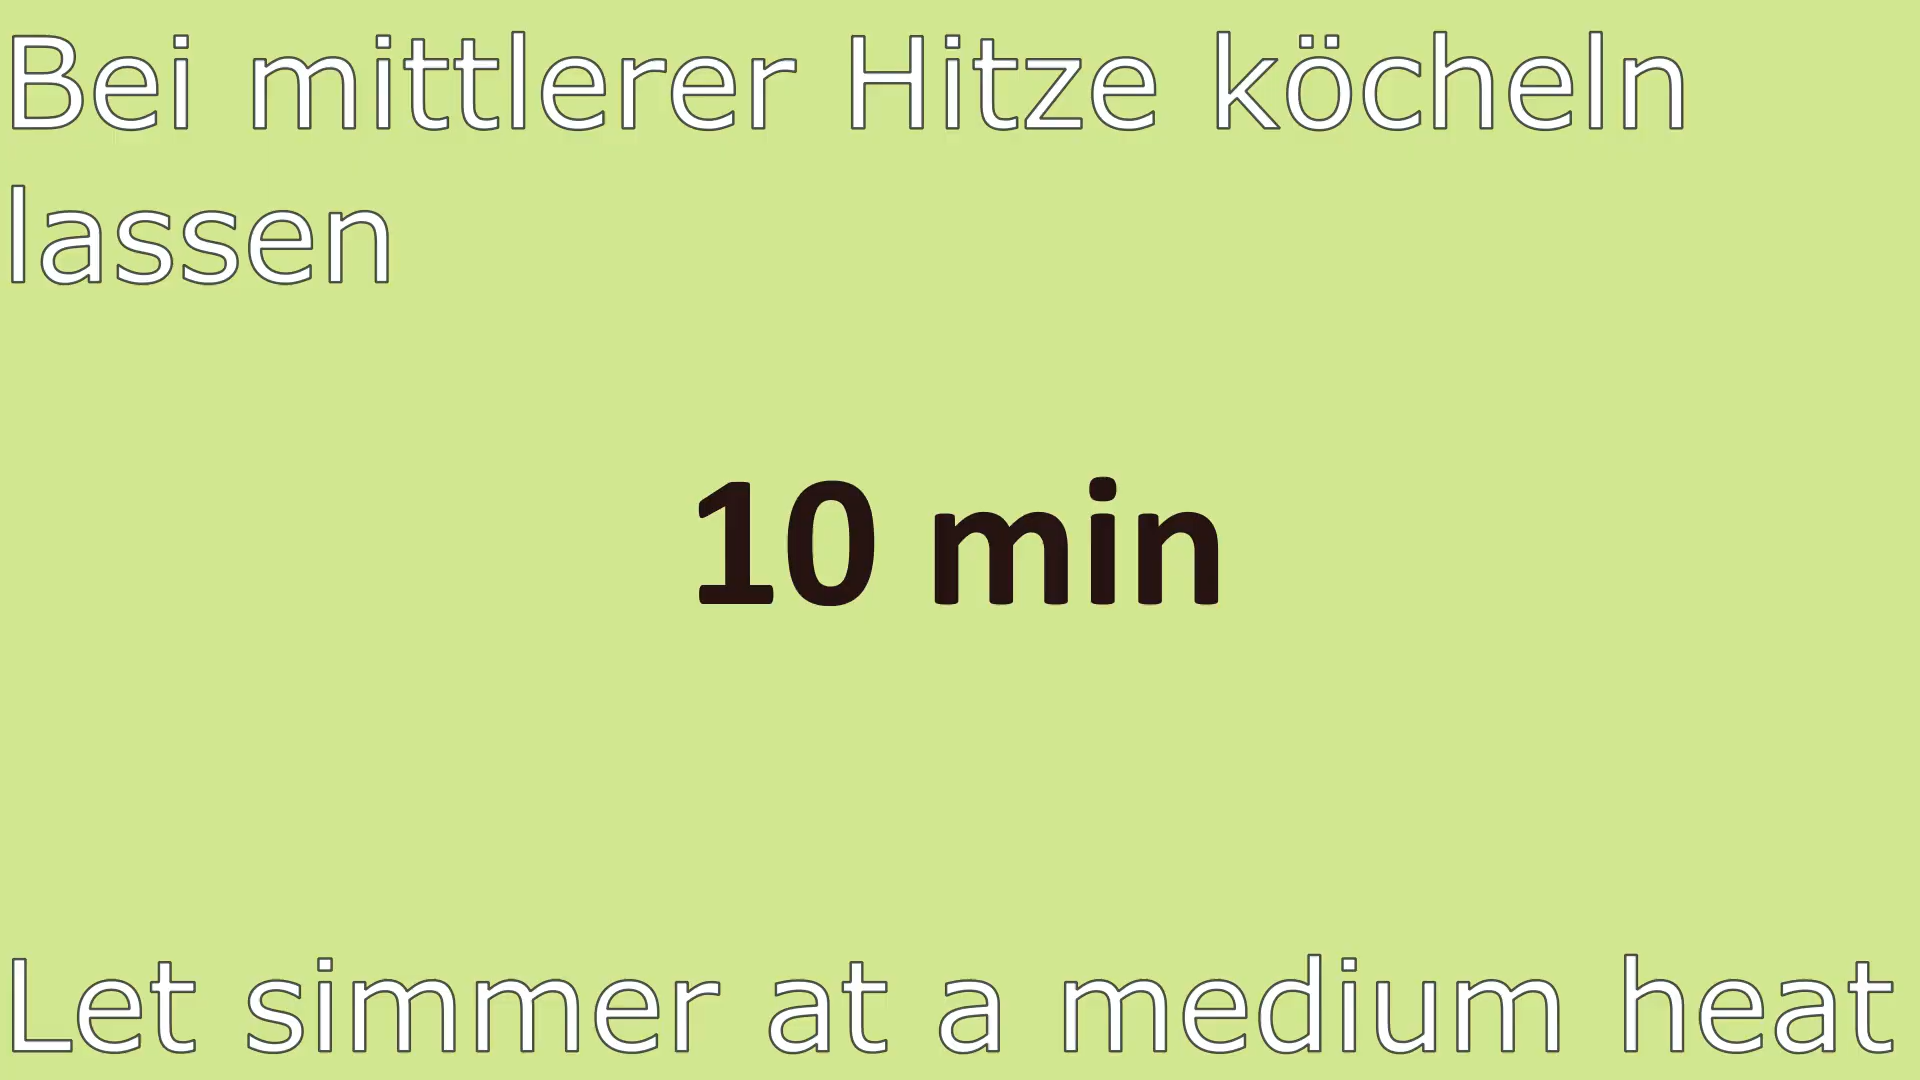 Bei mittlerer Hitze köcheln
lassen
10 min
Let simmer at a medium heat